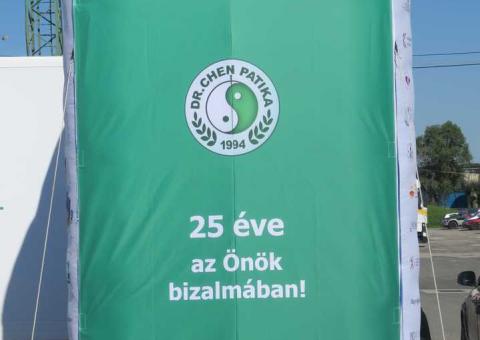 DR. CHEN PATIKA
1994
25 éve
az Önök
bizalmában!